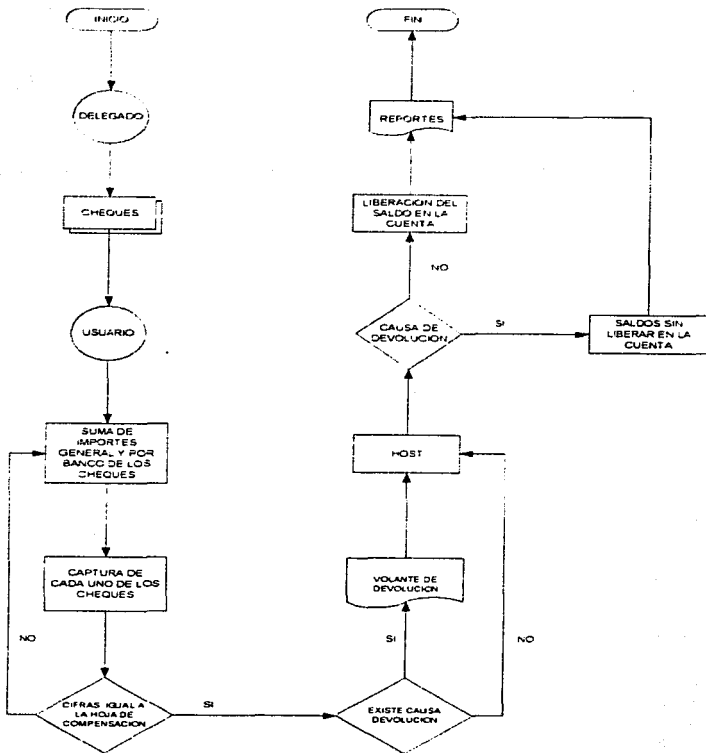 INICIO
DELEGADO
CHEQUES
USUARIO
SUMA DE
IMPORTES
GENERAL Y POR
BANCO DE LOS
CHEQUES
CAPTURA DE
CADA UNO DE LOS
CHEQUES
NO
CIFRAS IGUAL A
LA HOJA DE
COMPENSACION
SI
EXISTE CAUSA
DEVOLUCION
SI
NO
VOLANTE DE
DEVOLUCION
HOST
CAUSA DE
DEVOLUCION
SI
SALDOS SIN
LIBERAR EN LA
CUENTA
NO
LIBERACION DEL
SALDO EN LA
CUENTA
REPORTES
FIN